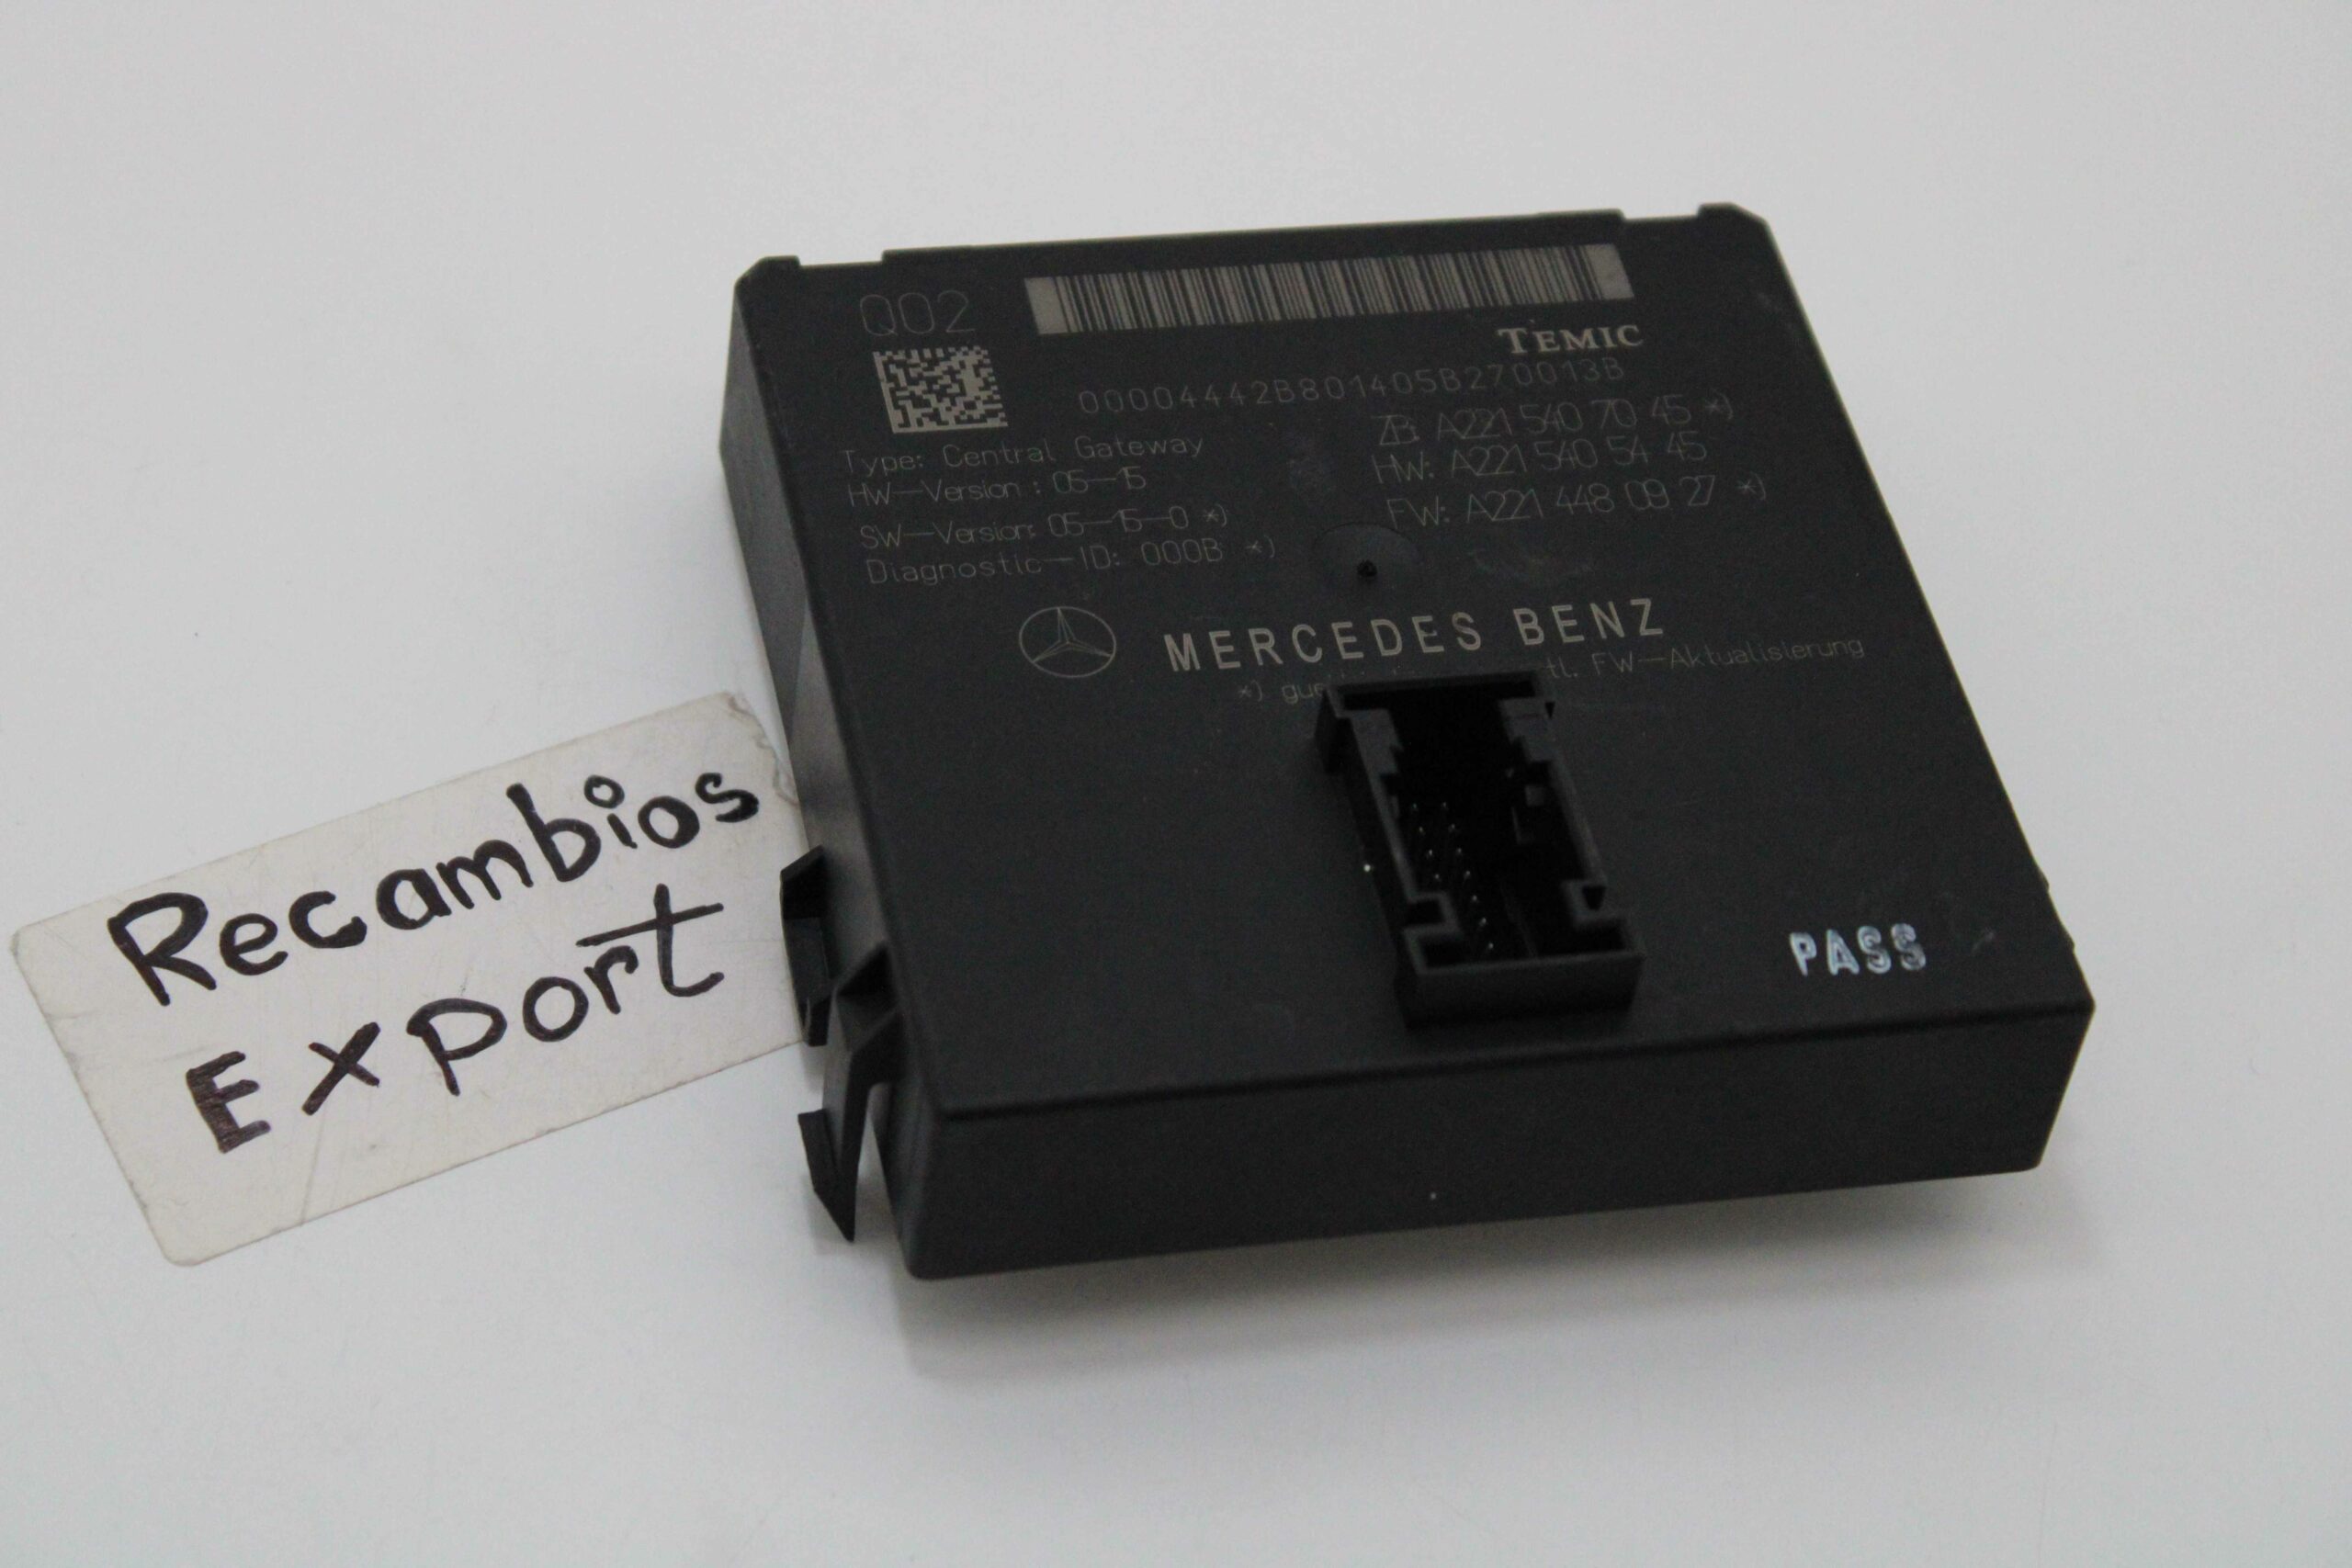 Q02
TEMIC
00004442B801405B270013B
ZB: A221 540 70 45 *)
HW: A221 540 54 45
FW: A221 448 09 27 *)
Type: Central Gateway
HW-Version : 05-15
SW-Version: 05-15-0 *)
Diagnostic-ID: 000B *)
MERCEDES BENZ
*) FW-Aktualisierung
PASS
Recambios
Export